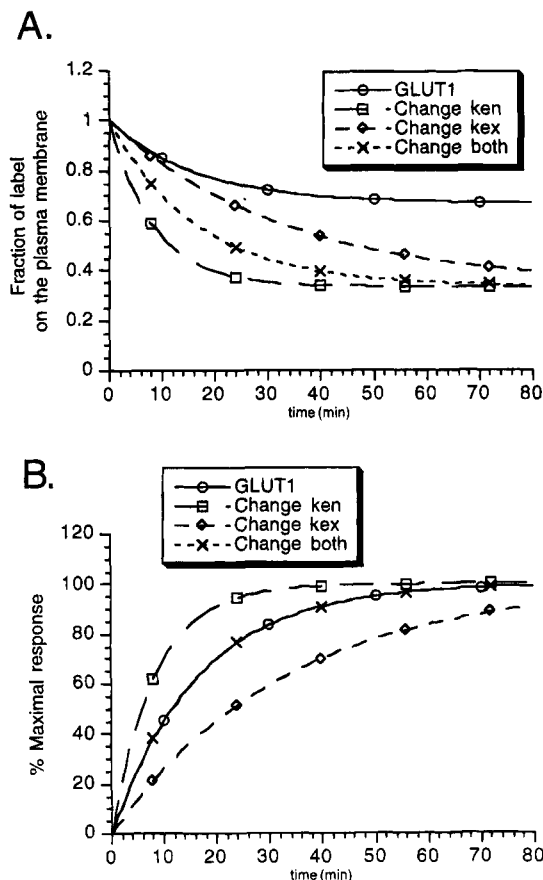 A.
Fraction of label
on the plasma membrane
1.2
1
0.8
0.6
0.4
0.2
0
GLUT1
Change ken
Change kex
Change both
0 10 20 30 40 50 60 70 80
time (min)
B.
GLUT1
Change ken
Change kex
Change both
% Maximal response
120
100
80
60
40
20
0
0 10 20 30 40 50 60 70 80
time (min)